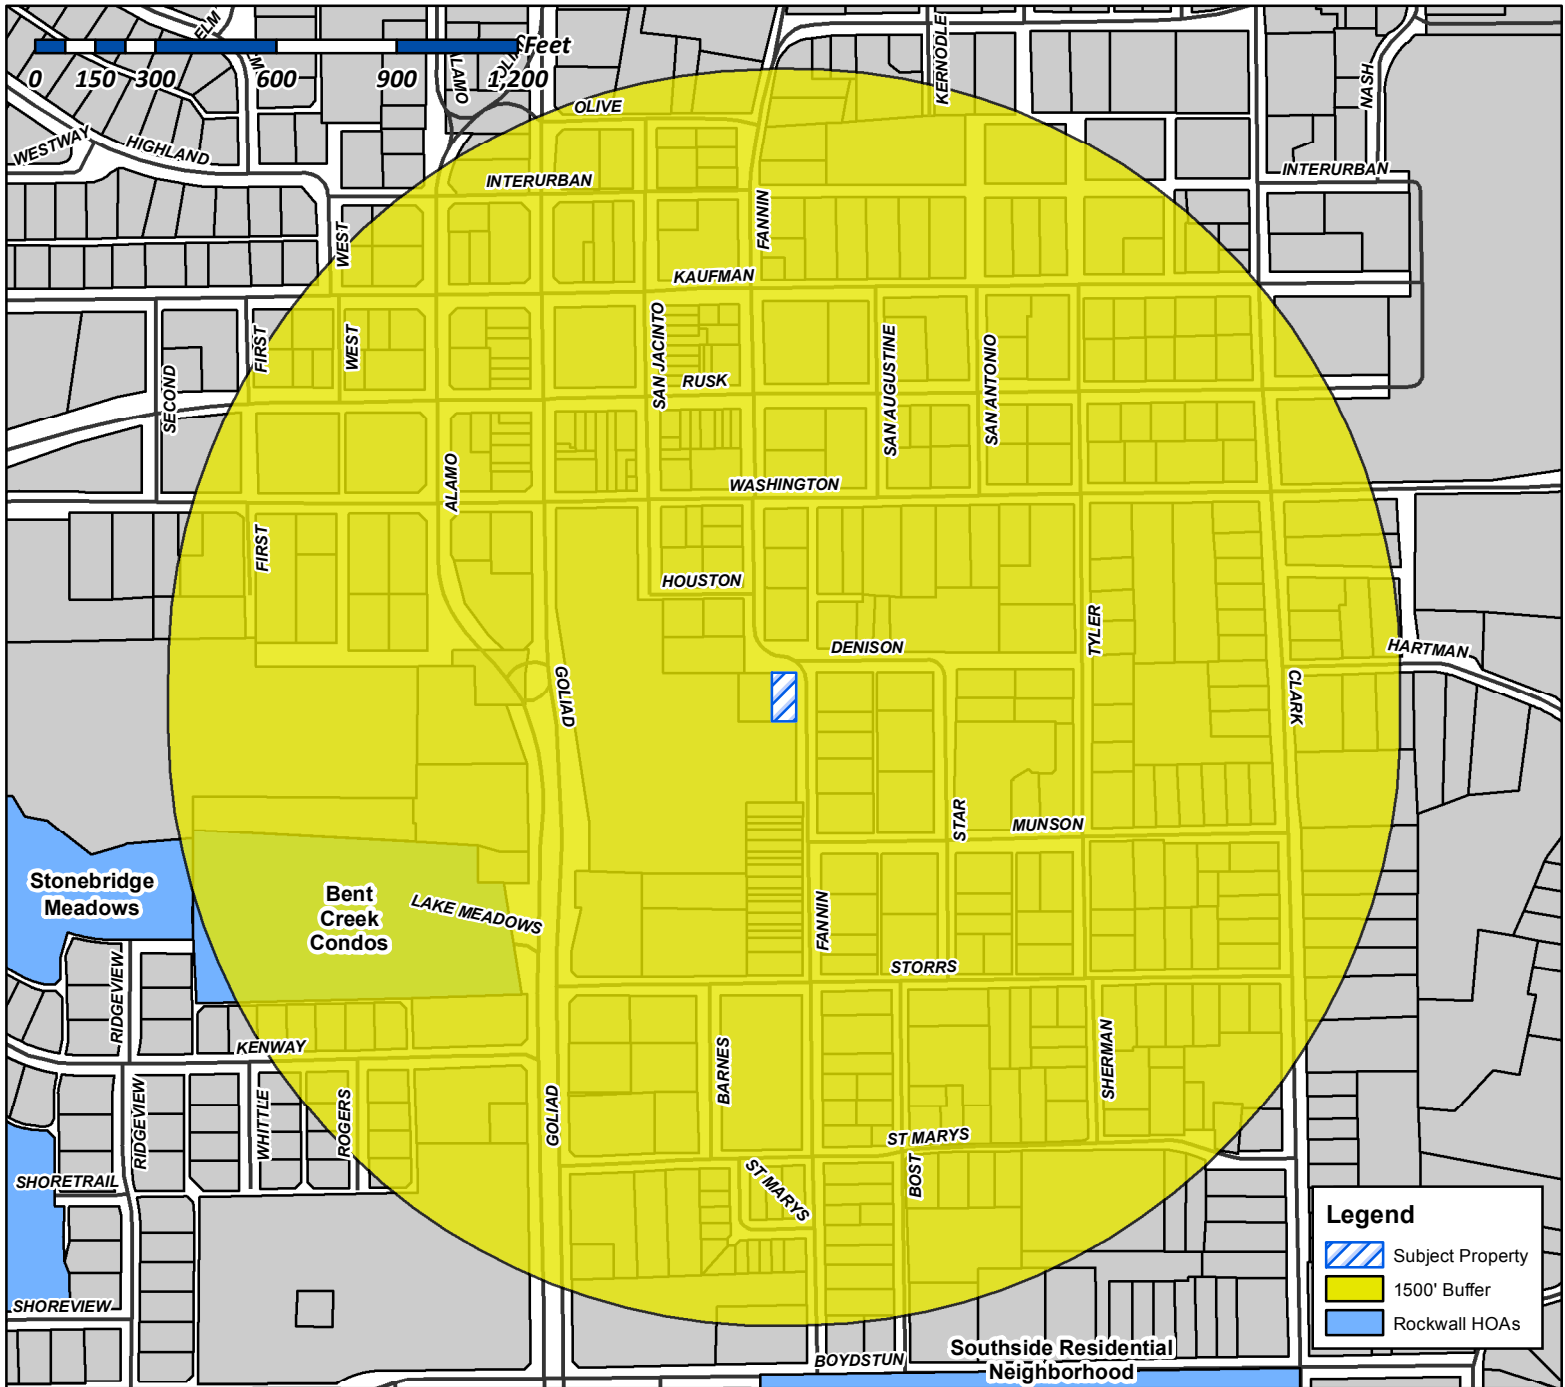 Feet
0 150 300 600 900 1,200
ELM
ALAMO
GOLIAD
OLIVE
KERNODLE
NASH
WESTWAY
HIGHLAND
INTERURBAN
INTERURBAN
WEST
FANNIN
KAUFMAN
FIRST
WEST
SAN JACINTO
SAN AUGUSTINE
SAN ANTONIO
SECOND
RUSK
ALAMO
WASHINGTON
FIRST
HOUSTON
DENISON
TYLER
HARTMAN
GOLIAD
CLARK
STAR
MUNSON
Stonebridge
Meadows
Bent
Creek
Condos
LAKE MEADOWS
FANNIN
STORRS
RIDGEVIEW
KENWAY
BARNES
SHERMAN
RIDGEVIEW
WHITTLE
ROGERS
GOLIAD
ST MARYS
ST MARYS
BOST
SHORETRAIL
SHOREVIEW
BOYDSTUN
Southside Residential
Neighborhood
Legend
Subject Property
1500' Buffer
Rockwall HOAs